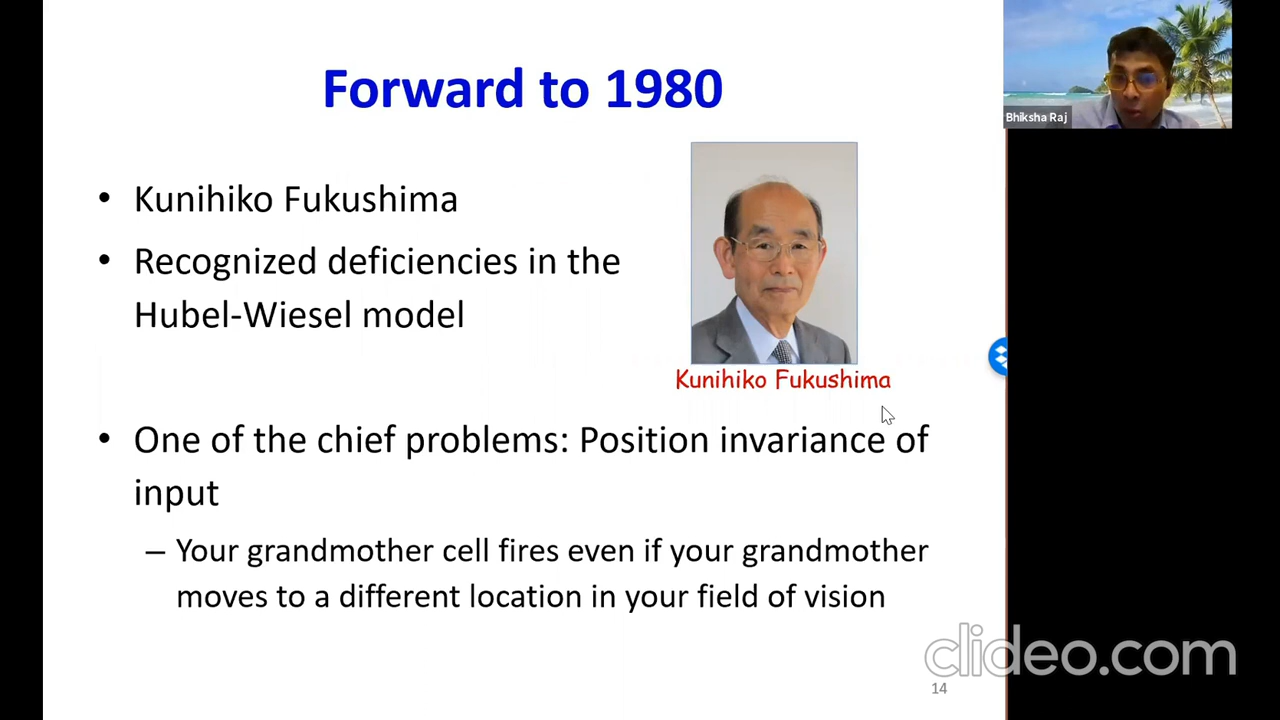 Forward to 1980
Bhiksha Raj
• Kunihiko Fukushima
• Recognized deficiencies in the
Hubel-Wiesel model
Kunihiko Fukushima
• One of the chief problems: Position invariance of
input
– Your grandmother cell fires even if your grandmother
moves to a different location in your field of vision
clideo.com
14